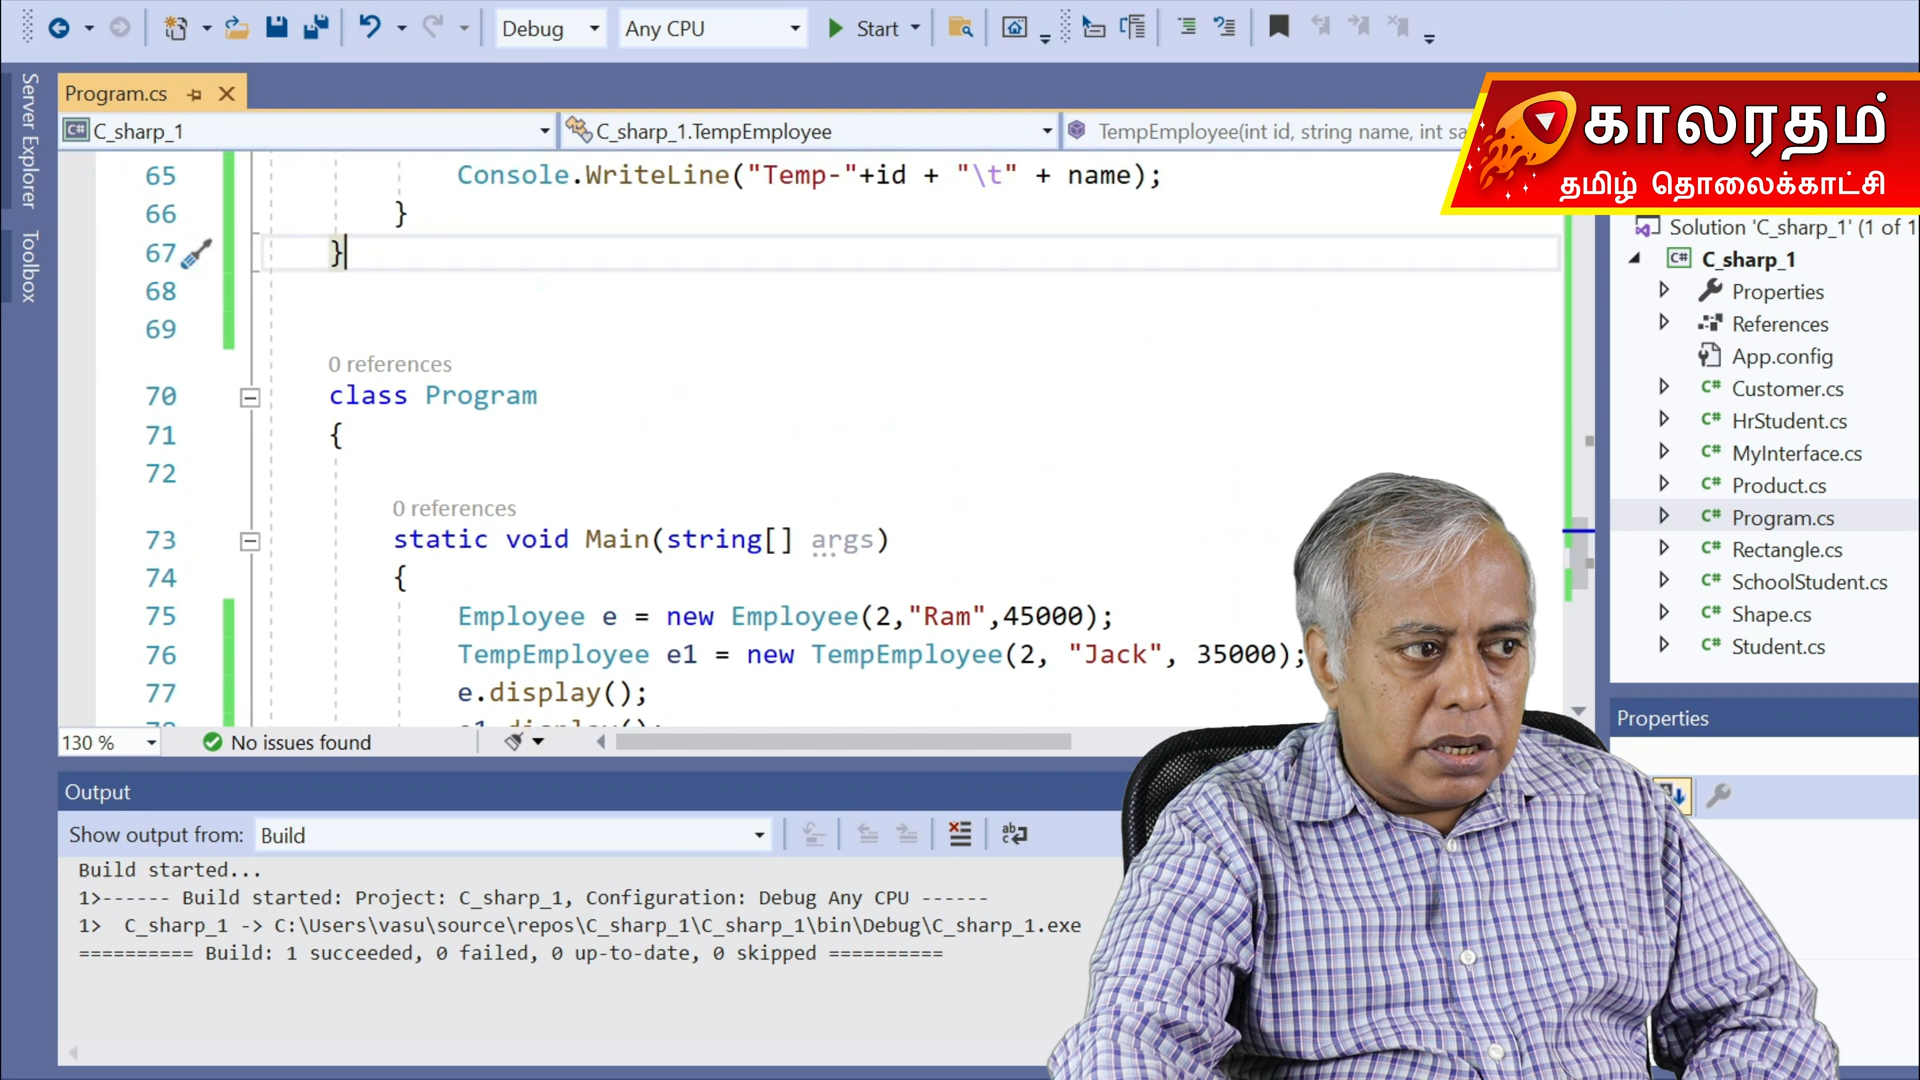 Debug
Any CPU
Start
Server Explorer
Toolbox
Program.cs
காலரதம்
தமிழ் தொலைக்காட்சி
C_sharp_1
C_sharp_1.TempEmployee
TempEmployee(int id, string name, int sa
65 Console.WriteLine("Temp-"+id + "\t" + name);
66 }
67 }
68
69
0 references
70 class Program
71 {
72
0 references
73 static void Main(string[] args)
74 {
75 Employee e = new Employee(2,"Ram",45000);
76 TempEmployee e1 = new TempEmployee(2, "Jack", 35000);
77 e.display();
130 %
No issues found
Solution 'C_sharp_1' (1 of 1
C_sharp_1
Properties
References
App.config
Customer.cs
HrStudent.cs
MyInterface.cs
Product.cs
Program.cs
Rectangle.cs
SchoolStudent.cs
Shape.cs
Student.cs
Properties
Output
Show output from: Build
Build started...
1>------ Build started: Project: C_sharp_1, Configuration: Debug Any CPU ------
1>  C_sharp_1 -> C:\Users\vasu\source\repos\C_sharp_1\C_sharp_1\bin\Debug\C_sharp_1.exe
========== Build: 1 succeeded, 0 failed, 0 up-to-date, 0 skipped ==========